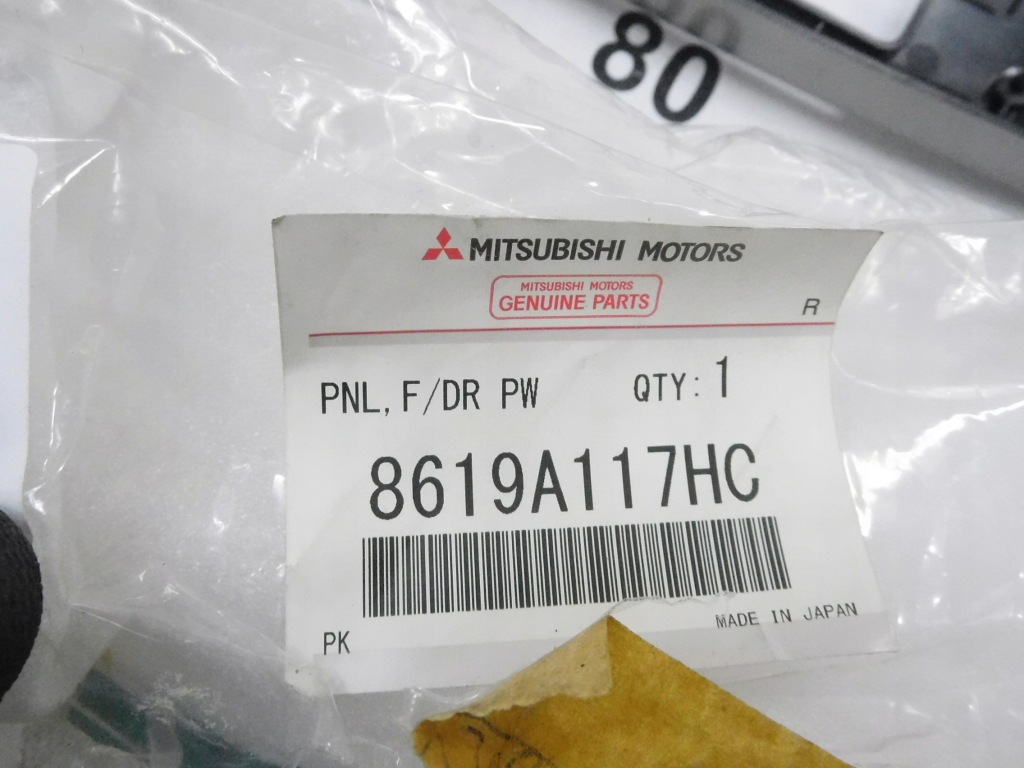 80
MITSUBISHI MOTORS
MITSUBISHI MOTORS
GENUINE PARTS
R
PNL,F/DR PW QTY:1
8619A117HC
MADE IN JAPAN
PK